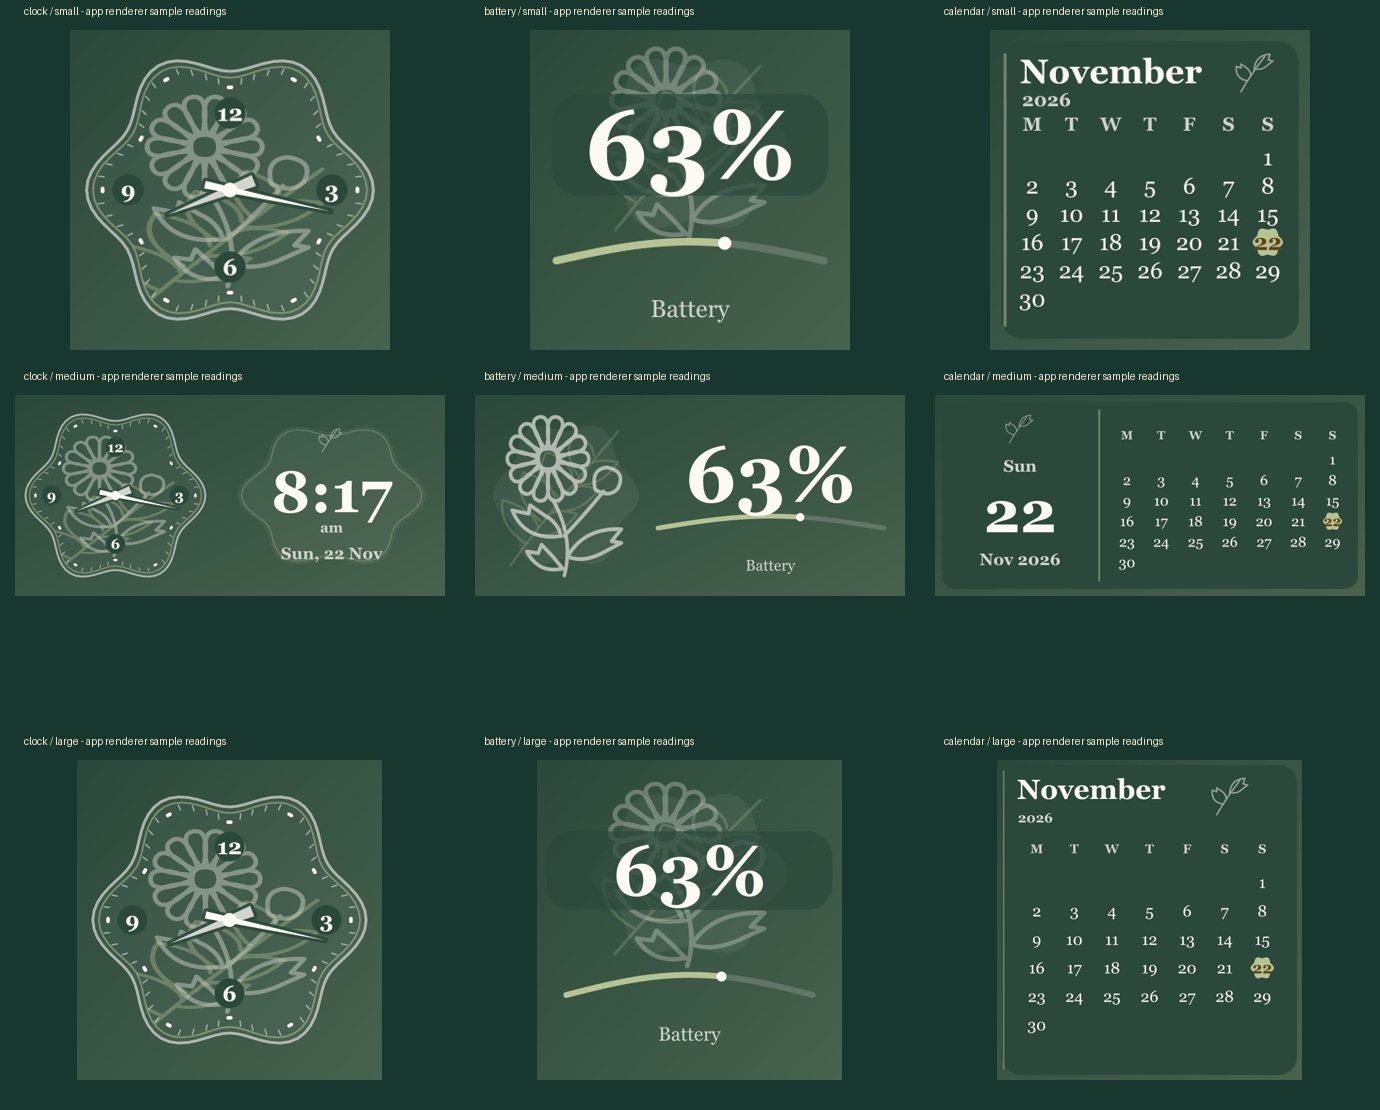 clock / small - app renderer sample readings
12
9
3
6
battery / small - app renderer sample readings
63%
Battery
calendar / small - app renderer sample readings
November
2026
M T W T F S S
1
2 3 4 5 6 7 8
9 10 11 12 13 14 15
16 17 18 19 20 21 22
23 24 25 26 27 28 29
30
clock / medium - app renderer sample readings
12
9
3
6
8:17
am
Sun, 22 Nov
battery / medium - app renderer sample readings
63%
Battery
calendar / medium - app renderer sample readings
Sun
22
Nov 2026
M T W T F S S
1
2 3 4 5 6 7 8
9 10 11 12 13 14 15
16 17 18 19 20 21 22
23 24 25 26 27 28 29
30
clock / large - app renderer sample readings
12
9
3
6
battery / large - app renderer sample readings
63%
Battery
calendar / large - app renderer sample readings
November
2026
M T W T F S S
1
2 3 4 5 6 7 8
9 10 11 12 13 14 15
16 17 18 19 20 21 22
23 24 25 26 27 28 29
30